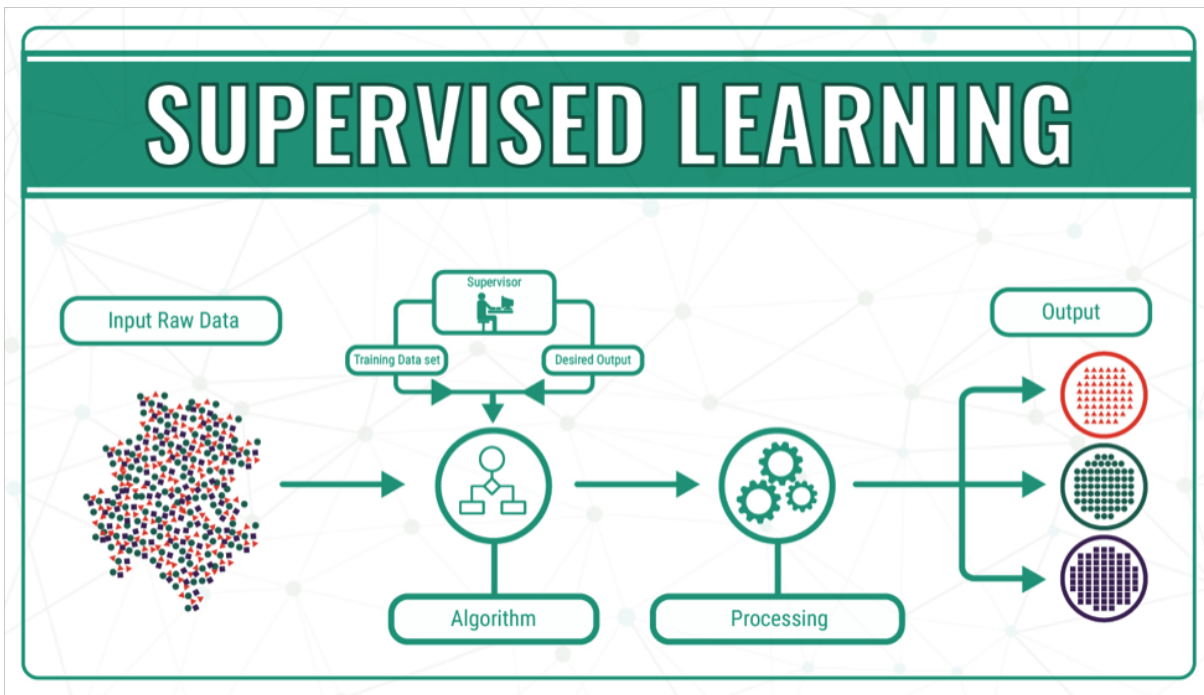 SUPERVISED LEARNING
Input Raw Data
Supervisor
Training Data set
Desired Output
Algorithm
Processing
Output